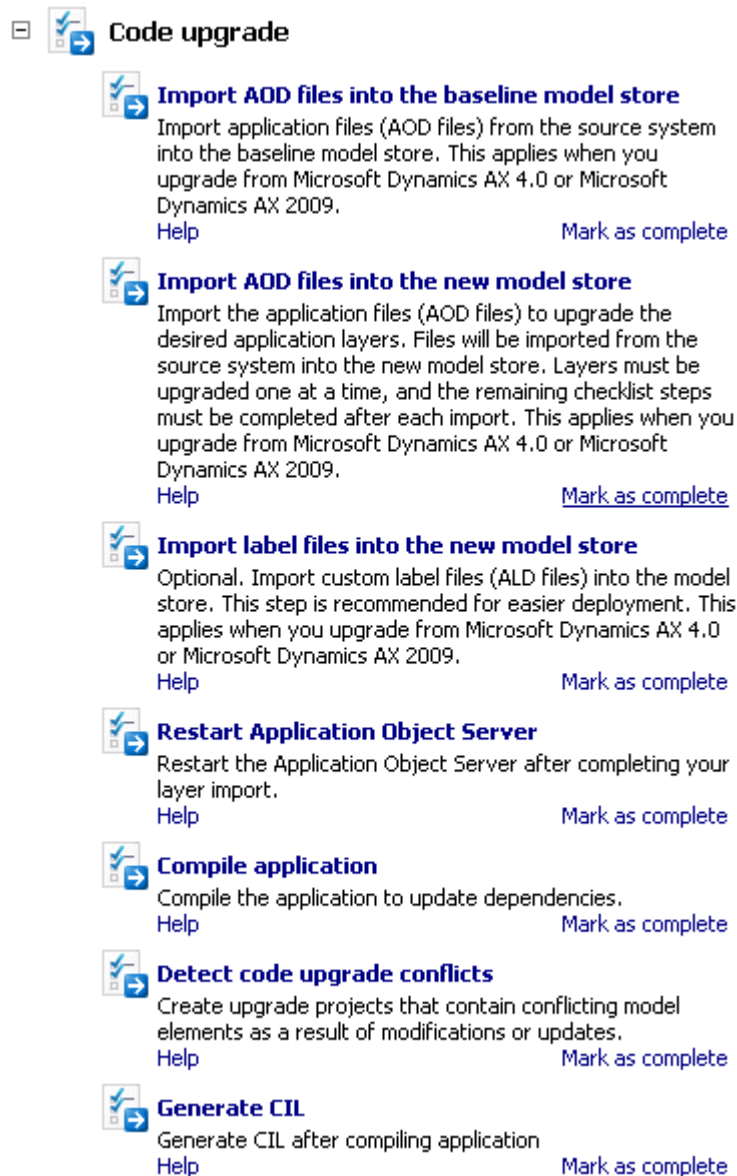 Code upgrade
Import AOD files into the baseline model store
Import application files (AOD files) from the source system
into the baseline model store. This applies when you
upgrade from Microsoft Dynamics AX 4.0 or Microsoft
Dynamics AX 2009.
Help Mark as complete
Import AOD files into the new model store
Import the application files (AOD files) to upgrade the
desired application layers. Files will be imported from the
source system into the new model store. Layers must be
upgraded one at a time, and the remaining checklist steps
must be completed after each import. This applies when you
upgrade from Microsoft Dynamics AX 4.0 or Microsoft
Dynamics AX 2009.
Help Mark as complete
Import label files into the new model store
Optional. Import custom label files (ALD files) into the model
store. This step is recommended for easier deployment. This
applies when you upgrade from Microsoft Dynamics AX 4.0
or Microsoft Dynamics AX 2009.
Help Mark as complete
Restart Application Object Server
Restart the Application Object Server after completing your
layer import.
Help Mark as complete
Compile application
Compile the application to update dependencies.
Help Mark as complete
Detect code upgrade conflicts
Create upgrade projects that contain conflicting model
elements as a result of modifications or updates.
Help Mark as complete
Generate CIL
Generate CIL after compiling application
Help Mark as complete